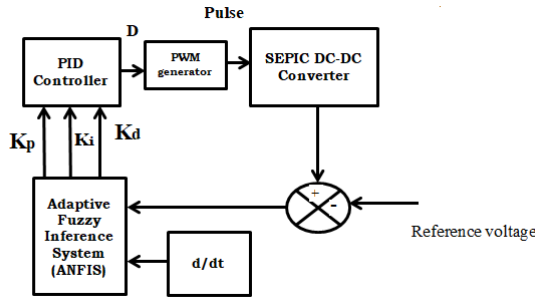 Pulse
D
PID
Controller
PWM
generator
SEPIC DC-DC
Converter
Kp
Ki
Kd
+
-
Adaptive
Fuzzy
Inference
System
(ANFIS)
d/dt
Reference voltage